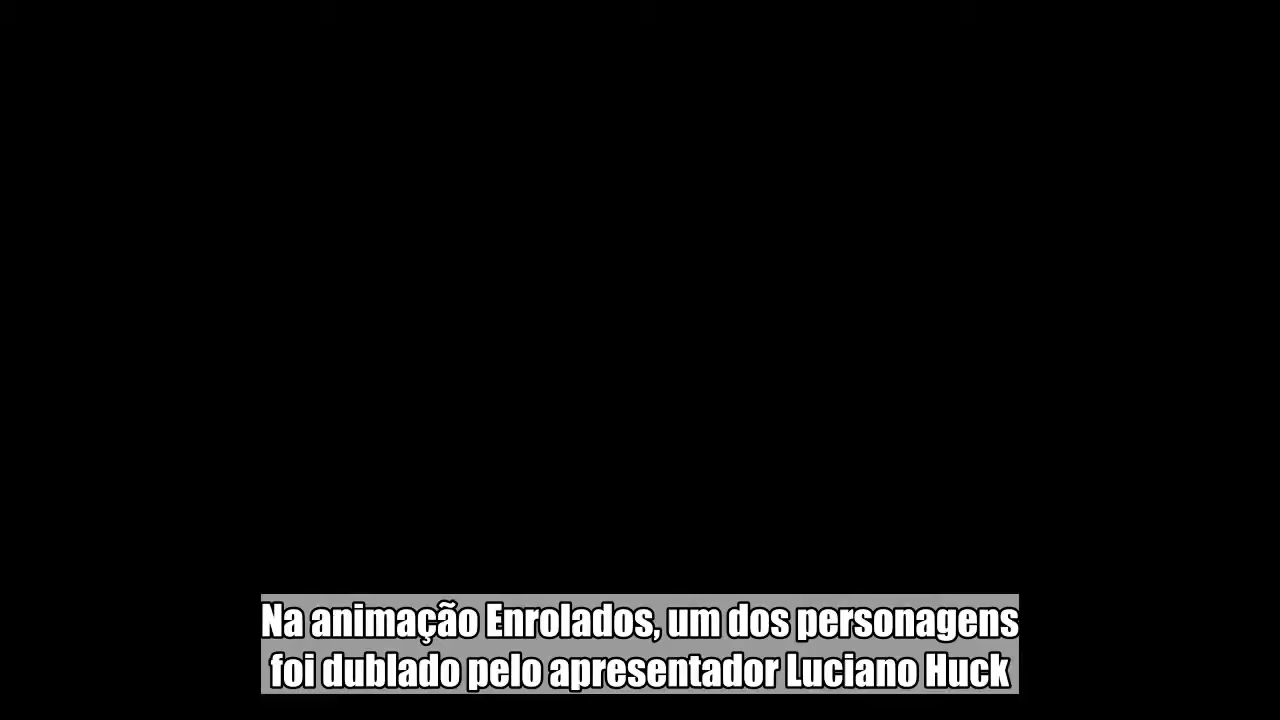 Na animação Enrolados, um dos personagens
foi dublado pelo apresentador Luciano Huck